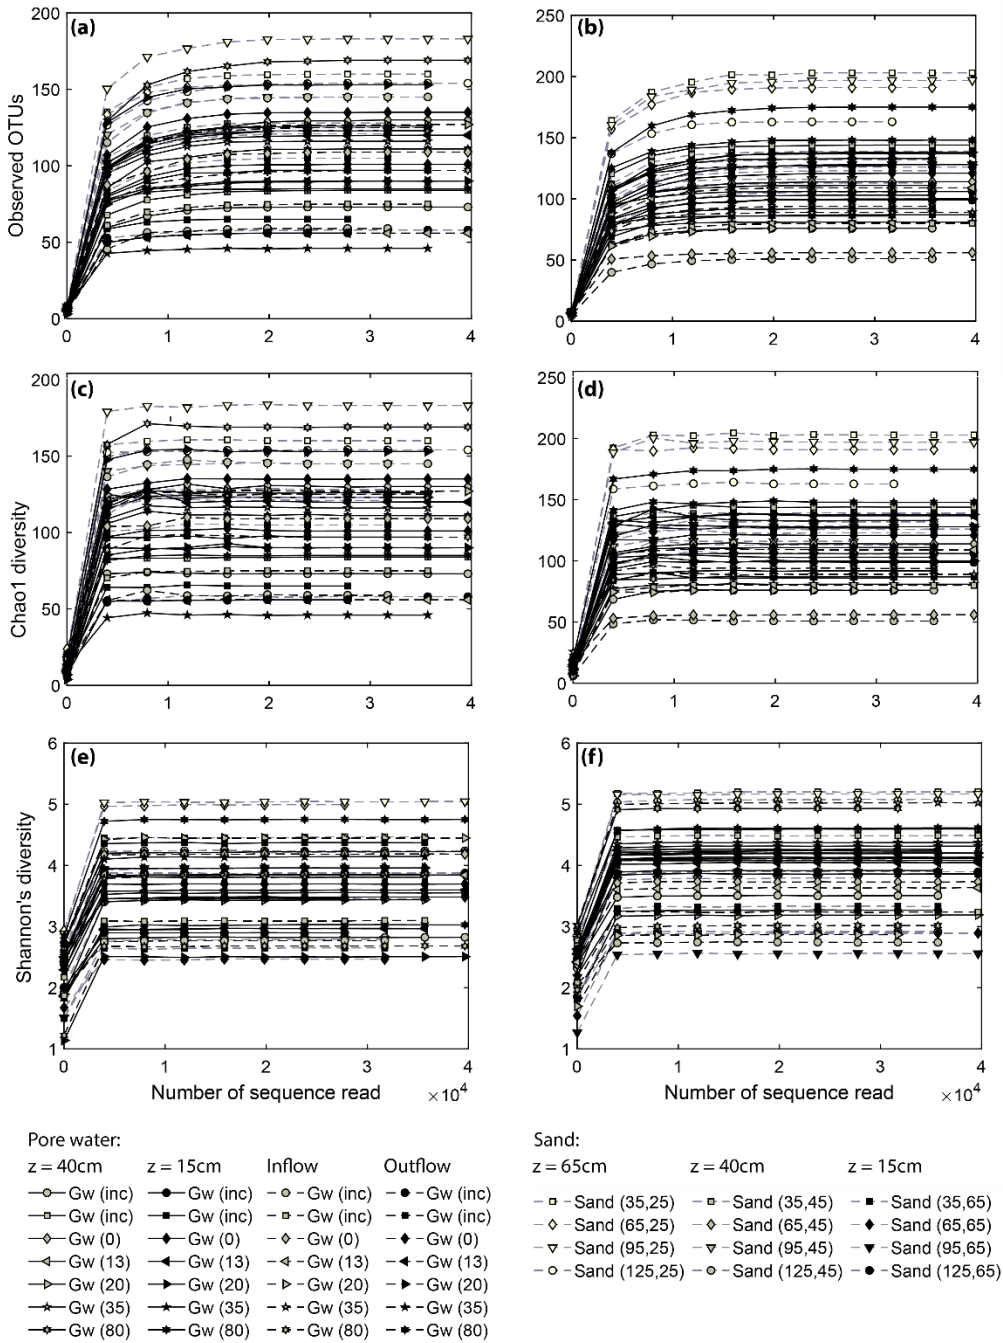 (a)
(b)
200
150
100
50
0
Observed OTUs
0 1 2 3 4
250
200
150
100
50
0
0 1 2 3 4
(c)
(d)
200
150
100
50
0
Chao1 diversity
0 1 2 3 4
250
200
150
100
50
0
0 1 2 3 4
(e)
(f)
6
5
4
3
2
1
Shannon's diversity
0 1 2 3 4
Number of sequence read
×10⁴
6
5
4
3
2
1
0 1 2 3 4
Number of sequence read
×10⁴
Pore water:
z = 40cm z = 15cm Inflow Outflow
Gw (inc) Gw (inc) Gw (inc) Gw (inc)
Gw (inc) Gw (inc) Gw (inc) Gw (inc)
Gw (0) Gw (0) Gw (0) Gw (0)
Gw (13) Gw (13) Gw (13) Gw (13)
Gw (20) Gw (20) Gw (20) Gw (20)
Gw (35) Gw (35) Gw (35) Gw (35)
Gw (80) Gw (80) Gw (80) Gw (80)
Sand:
z = 65cm z = 40cm z = 15cm
Sand (35,25) Sand (35,45) Sand (35,65)
Sand (65,25) Sand (65,45) Sand (65,65)
Sand (95,25) Sand (95,45) Sand (95,65)
Sand (125,25) Sand (125,45) Sand (125,65)